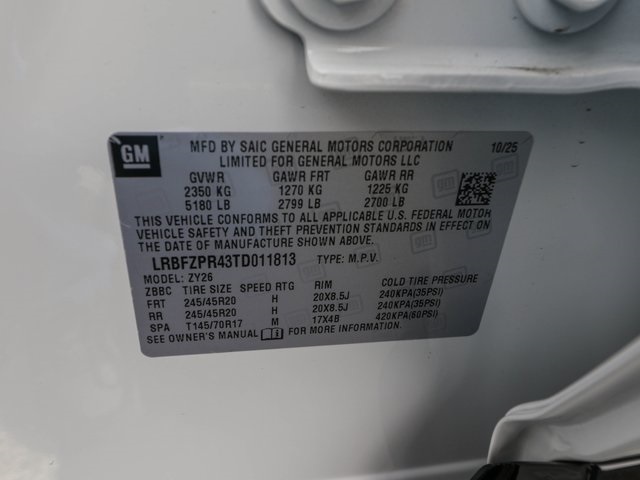 GM MFD BY SAIC GENERAL MOTORS CORPORATION 10/25
LIMITED FOR GENERAL MOTORS LLC
GVWR GAWR FRT GAWR RR
2350 KG 1270 KG 1225 KG
5180 LB 2799 LB 2700 LB
THIS VEHICLE CONFORMS TO ALL APPLICABLE U.S. FEDERAL MOTOR
VEHICLE SAFETY AND THEFT PREVENTION STANDARDS IN EFFECT ON
THE DATE OF MANUFACTURE SHOWN ABOVE.
LRBFZPR43TD011813 TYPE: M.P.V.
MODEL: ZY26
ZBBC TIRE SIZE SPEED RTG RIM COLD TIRE PRESSURE
FRT 245/45R20 H 20X8.5J 240KPA(35PSI)
RR 245/45R20 H 20X8.5J 240KPA(35PSI)
SPA T145/70R17 M 17X4B 420KPA(60PSI)
SEE OWNER'S MANUAL FOR MORE INFORMATION